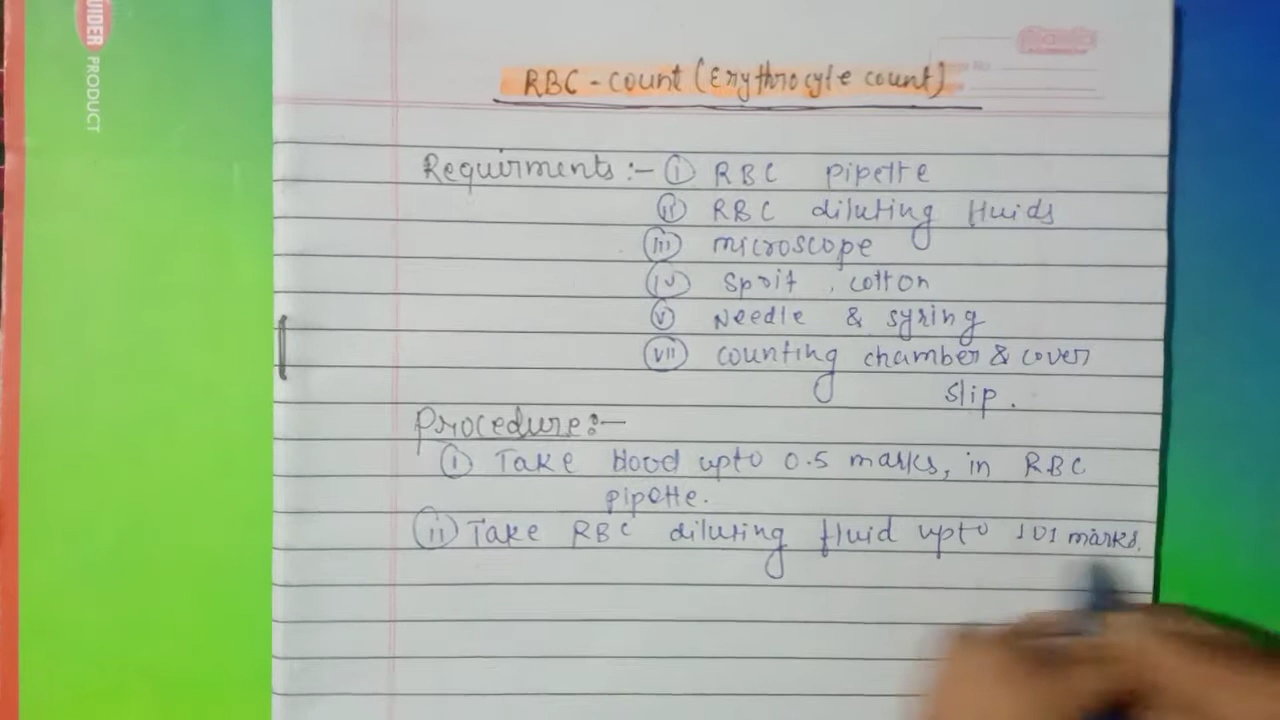 UIDER PRODUCT
RBC - count (Erythrocyte count)
Requirments :- (i) RBC pipette
(ii) RBC diluting fluids
(iii) microscope
(iv) Sprit, cotton
(v) Needle & syring
(vii) counting chamber & cover
slip.
Procedure :-
(i) Take blood upto 0.5 marks, in RBC
pipette.
(ii) Take RBC diluting fluid upto 101 marks.